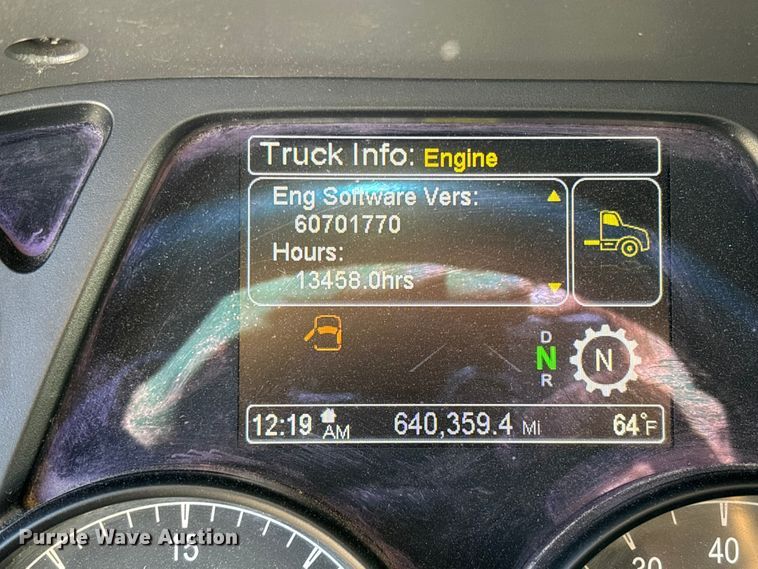 Truck Info: Engine
Eng Software Vers:
60701770
Hours:
13458.0hrs
D
N
R
N
12:19 AM 640,359.4 Mi 64°F
15
30
40
Purple Wave Auction